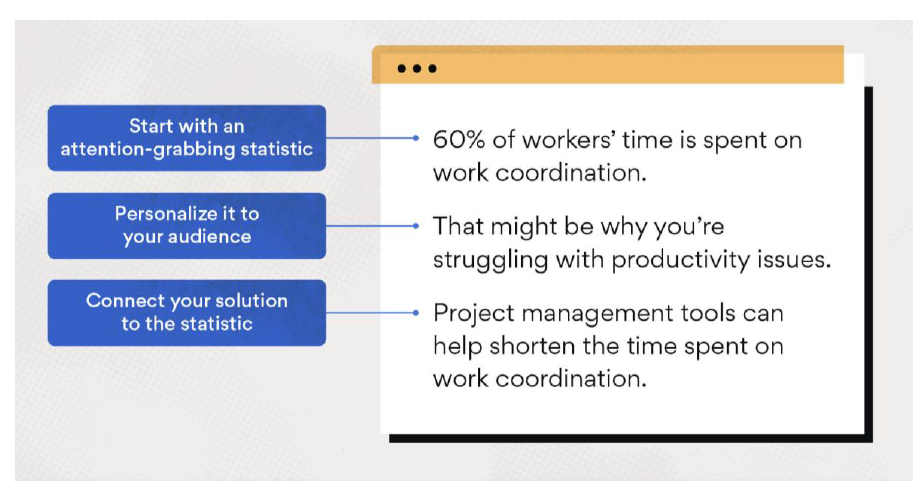 Start with an
attention-grabbing statistic
60% of workers’ time is spent on
work coordination.
Personalize it to
your audience
That might be why you’re
struggling with productivity issues.
Connect your solution
to the statistic
Project management tools can
help shorten the time spent on
work coordination.